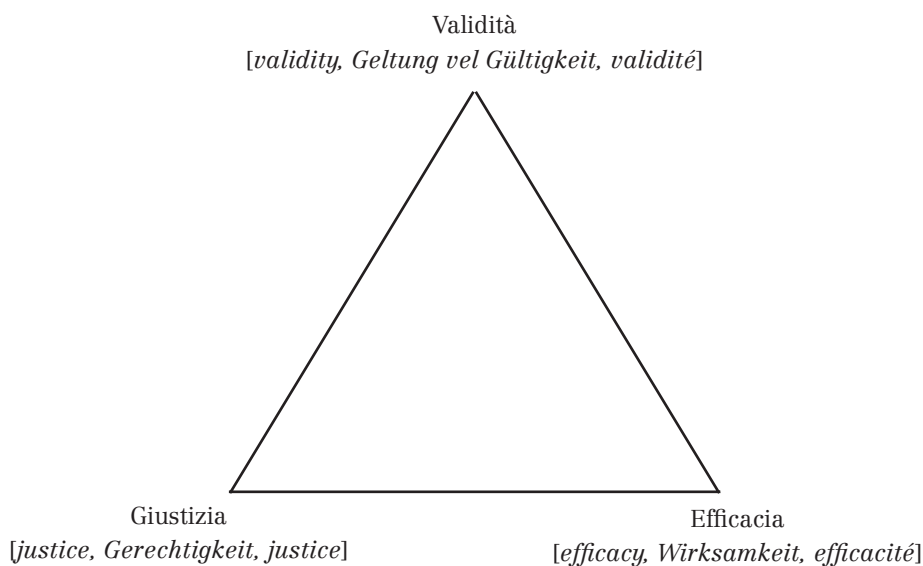 Validità
[validity, Geltung vel Gültigkeit, validité]
Giustizia
[justice, Gerechtigkeit, justice]
Efficacia
[efficacy, Wirksamkeit, efficacité]